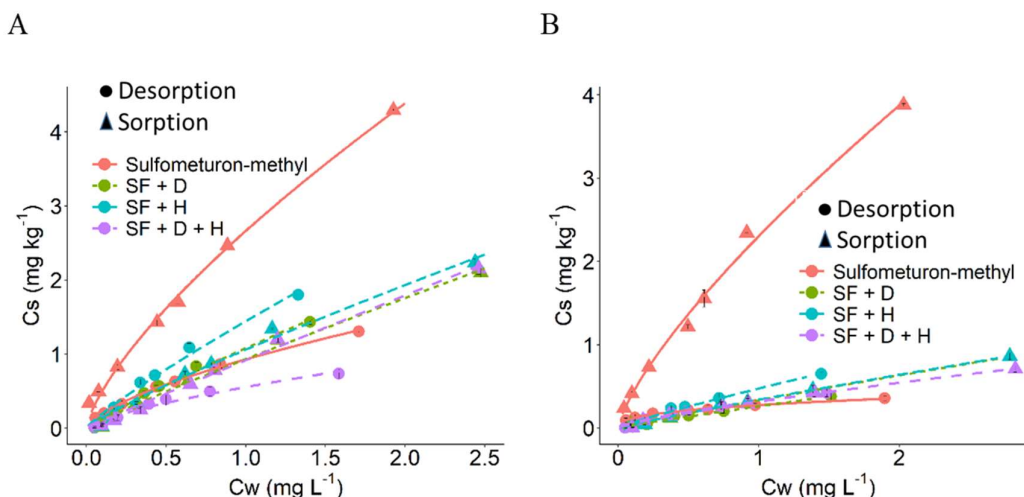 A
Desorption
Sorption
Sulfometuron-methyl
SF + D
SF + H
SF + D + H
4
3
2
1
0
Cs (mg kg⁻¹)
0.0 0.5 1.0 1.5 2.0 2.5
Cw (mg L⁻¹)
B
Desorption
Sorption
Sulfometuron-methyl
SF + D
SF + H
SF + D + H
4
3
2
1
0
Cs (mg kg⁻¹)
0 1 2
Cw (mg L⁻¹)